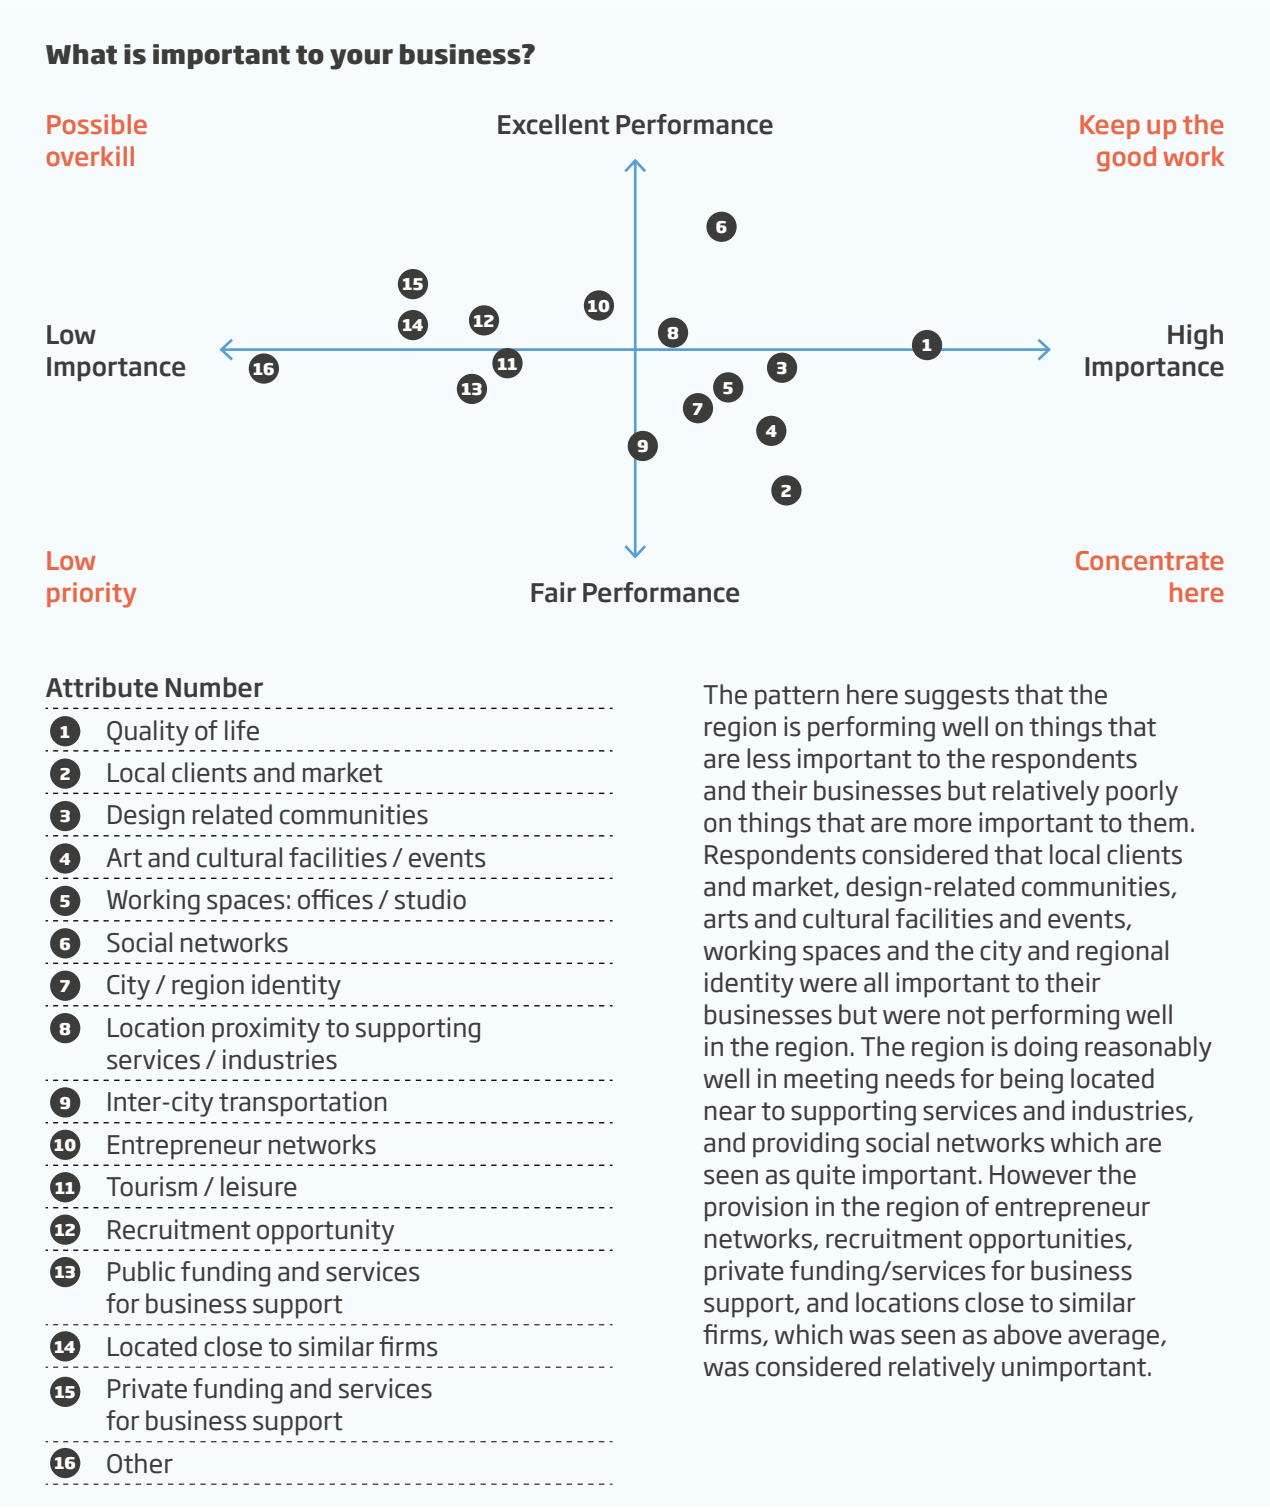 What is important to your business?
Possible
overkill
Excellent Performance
Keep up the
good work
6
15
10
14
12
8
Low
Importance
1
High
Importance
16
11
3
13
5
7
4
9
2
Low
priority
Fair Performance
Concentrate
here
Attribute Number
1 Quality of life
2 Local clients and market
3 Design related communities
4 Art and cultural facilities / events
5 Working spaces: offices / studio
6 Social networks
7 City / region identity
8 Location proximity to supporting
services / industries
9 Inter-city transportation
10 Entrepreneur networks
11 Tourism / leisure
12 Recruitment opportunity
13 Public funding and services
for business support
14 Located close to similar firms
15 Private funding and services
for business support
16 Other
The pattern here suggests that the
region is performing well on things that
are less important to the respondents
and their businesses but relatively poorly
on things that are more important to them.
Respondents considered that local clients
and market, design-related communities,
arts and cultural facilities and events,
working spaces and the city and regional
identity were all important to their
businesses but were not performing well
in the region. The region is doing reasonably
well in meeting needs for being located
near to supporting services and industries,
and providing social networks which are
seen as quite important. However the
provision in the region of entrepreneur
networks, recruitment opportunities,
private funding/services for business
support, and locations close to similar
firms, which was seen as above average,
was considered relatively unimportant.